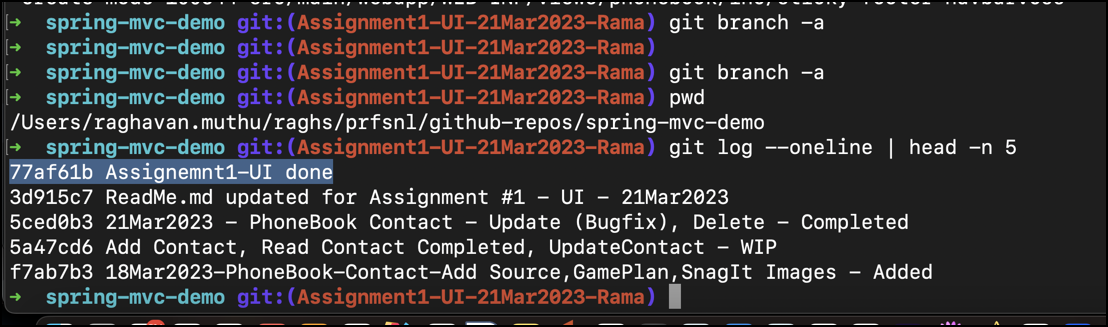 ➜  spring-mvc-demo git:(Assignment1-UI-21Mar2023-Rama) git branch -a
➜  spring-mvc-demo git:(Assignment1-UI-21Mar2023-Rama)
➜  spring-mvc-demo git:(Assignment1-UI-21Mar2023-Rama) git branch -a
➜  spring-mvc-demo git:(Assignment1-UI-21Mar2023-Rama) pwd
/Users/raghavan.muthu/raghs/prfsnl/github-repos/spring-mvc-demo
➜  spring-mvc-demo git:(Assignment1-UI-21Mar2023-Rama) git log --oneline | head -n 5
77af61b Assignemnt1-UI done
3d915c7 ReadMe.md updated for Assignment #1 - UI - 21Mar2023
5ced0b3 21Mar2023 - PhoneBook Contact - Update (Bugfix), Delete - Completed
5a47cd6 Add Contact, Read Contact Completed, UpdateContact - WIP
f7ab7b3 18Mar2023-PhoneBook-Contact-Add Source,GamePlan,SnagIt Images - Added
➜  spring-mvc-demo git:(Assignment1-UI-21Mar2023-Rama)